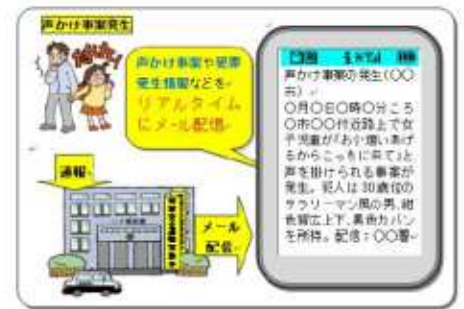 声かけ事案発生
声かけ事案や犯罪
発生情報などを
リアルタイム
にメール配信
通報
メール
配信
声かけ事案の発生(〇〇
市)
〇月〇日〇時〇分ころ
〇市〇〇付近路上で女
子児童が「お小遣いあげ
るからこっちに来て」と
声を掛けられる事案が
発生。犯人は30歳位の
サラリーマン風の男、紺
色背広上下、黒色カバン
を所持。配信:〇〇署